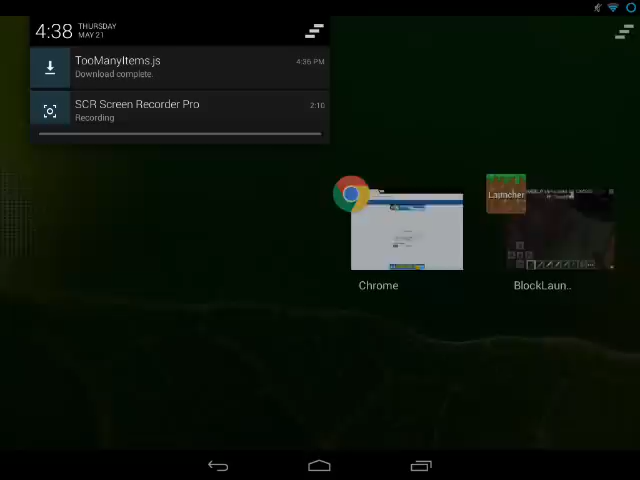 4:38 THURSDAY
MAY 21
TooManyItems.js 4:36 PM
Download complete.
SCR Screen Recorder Pro 2:10
Recording
Launcher
Chrome
BlockLaun..